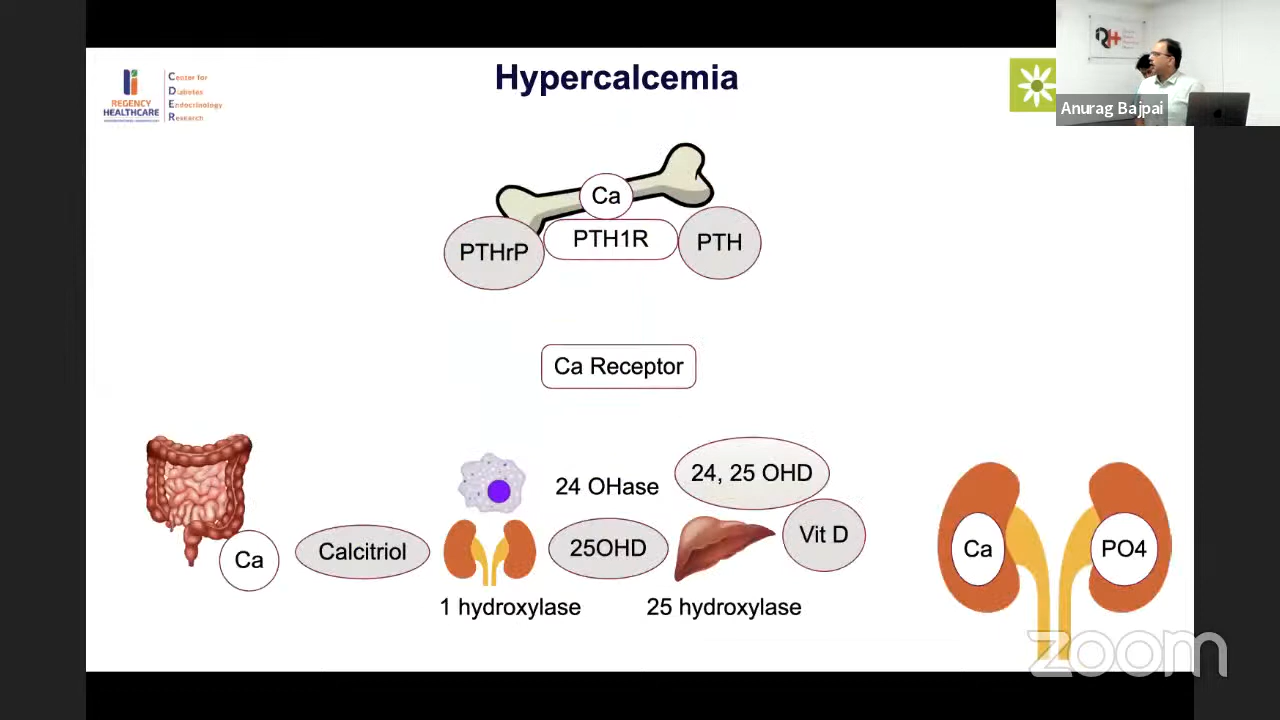 Hypercalcemia
REGENCY
HEALTHCARE
Center for
Diabetes
Endocrinology
Research
Anurag Bajpai
Ca
PTHrP
PTH1R
PTH
Ca Receptor
24 OHase
24, 25 OHD
Ca
Calcitriol
25OHD
Vit D
1 hydroxylase
25 hydroxylase
Ca
PO4
zoom